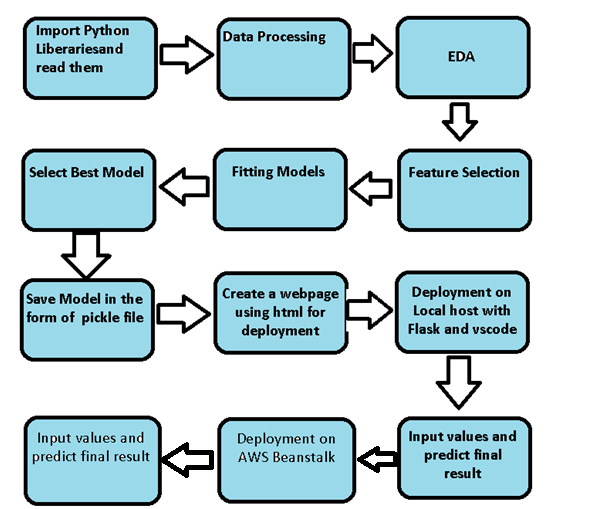 Import Python
Liberariesand
read them
Data Processing
EDA
Feature Selection
Fitting Models
Select Best Model
Save Model in the
form of pickle file
Create a webpage
using html for
deployment
Deployment on
Local host with
Flask and vscode
Input values and
predict final
result
Deployment on
AWS Beanstalk
Input values and
predict final result